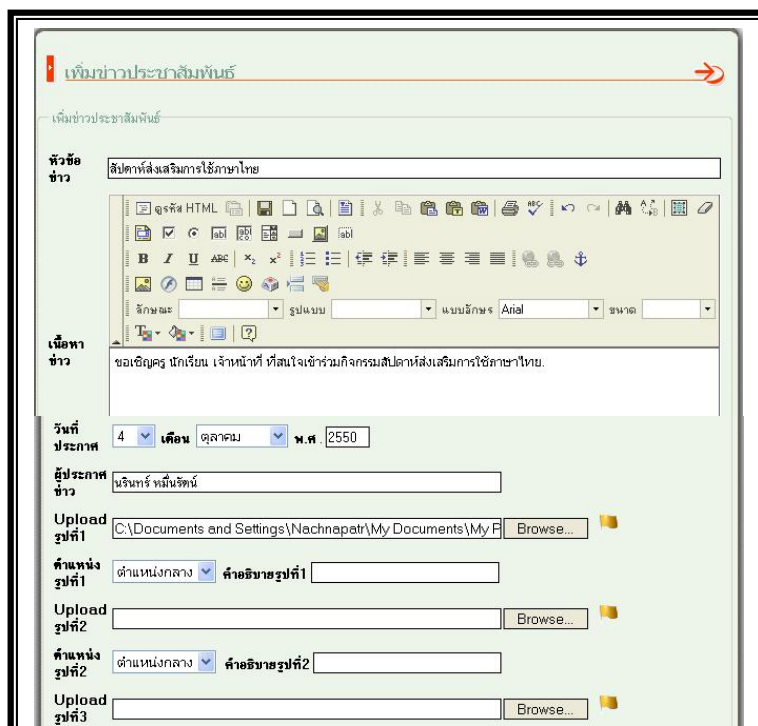 เพิ่มข่าวประชาสัมพันธ์
เพิ่มข่าวประชาสัมพันธ์
หัวข้อ
ข่าว
สัปดาห์ส่งเสริมการใช้ภาษาไทย
ดูรหัส HTML
ลักษณะ รูปแบบ แบบอักษร Arial ขนาด
เนื้อหา
ข่าว
ขอเชิญครู นักเรียน เจ้าหน้าที่ ที่สนใจเข้าร่วมกิจกรรมสัปดาห์ส่งเสริมการใช้ภาษาไทย.
วันที่
ประกาศ
4 เดือน ตุลาคม พ.ศ. 2550
ผู้ประกาศ
ข่าว
นรินทร์ หมื่นรัตน์
Upload
รูปที่1
C:\Documents and Settings\Nachnapatr\My Documents\My P Browse...
ตำแหน่ง
รูปที่1
ตำแหน่งกลาง คำอธิบายรูปที่1
Upload
รูปที่2
Browse...
ตำแหน่ง
รูปที่2
ตำแหน่งกลาง คำอธิบายรูปที่2
Upload
รูปที่3
Browse...